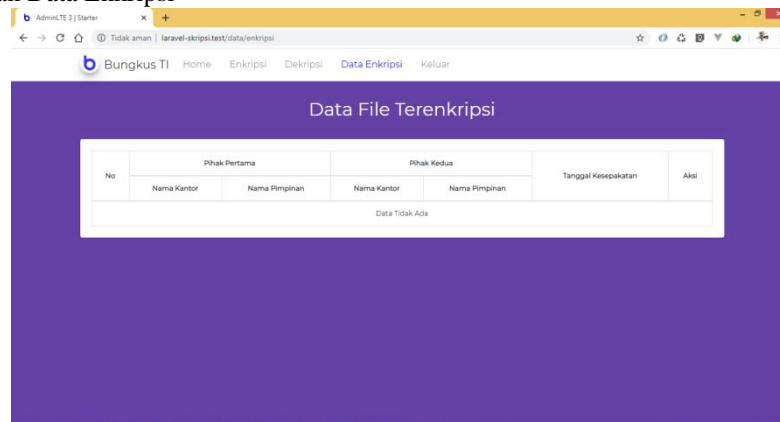 Data Enkripsi
AdminLTE 3 | Starter
Tidak aman | laravel-skripsi.test/data/enkripsi
b Bungkus TI Home Enkripsi Dekripsi Data Enkripsi Keluar
Data File Terenkripsi
No Pihak Pertama Pihak Kedua Tanggal Kesepakatan Aksi
Nama Kantor Nama Pimpinan Nama Kantor Nama Pimpinan
Data Tidak Ada